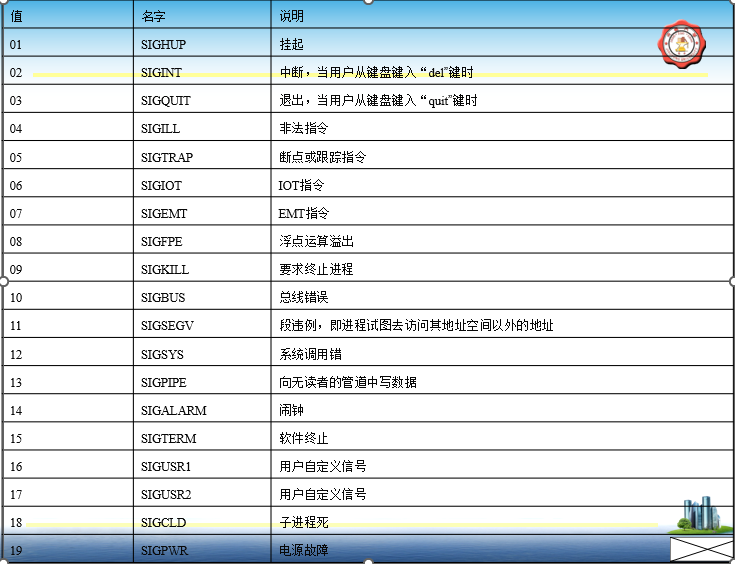 值 名字 说明
01 SIGHUP 挂起
02 SIGINT 中断，当用户从键盘键入“del”键时
03 SIGQUIT 退出，当用户从键盘键入“quit”键时
04 SIGILL 非法指令
05 SIGTRAP 断点或跟踪指令
06 SIGIOT IOT指令
07 SIGEMT EMT指令
08 SIGFPE 浮点运算溢出
09 SIGKILL 要求终止进程
10 SIGBUS 总线错误
11 SIGSEGV 段违例，即进程试图去访问其地址空间以外的地址
12 SIGSYS 系统调用错
13 SIGPIPE 向无读者的管道中写数据
14 SIGALARM 闹钟
15 SIGTERM 软件终止
16 SIGUSR1 用户自定义信号
17 SIGUSR2 用户自定义信号
18 SIGCLD 子进程死
19 SIGPWR 电源故障